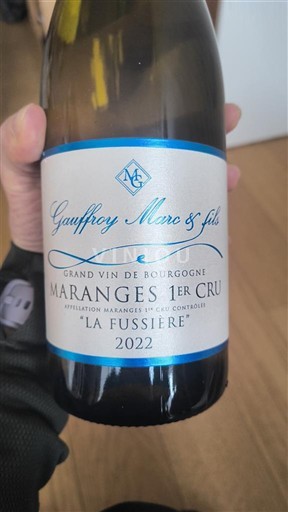 MG
Gauffroy Marc & fils
VINIOU
GRAND VIN DE BOURGOGNE
MARANGES 1ER CRU
APPELLATION MARANGES 1ER CRU CONTRÔLÉE
"LA FUSSIÈRE"
2022